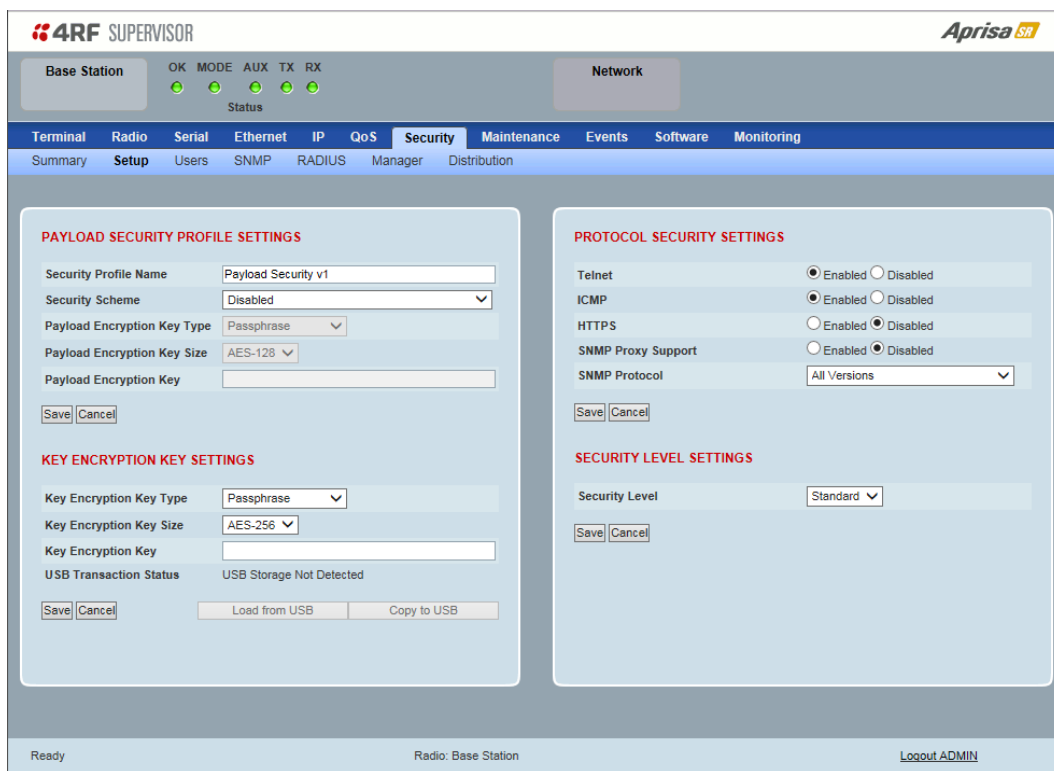 4RF SUPERVISOR
Aprisa SR
Base Station
OK MODE AUX TX RX
Status
Network
Terminal Radio Serial Ethernet IP QoS Security Maintenance Events Software Monitoring
Summary Setup Users SNMP RADIUS Manager Distribution
PAYLOAD SECURITY PROFILE SETTINGS
Security Profile Name Payload Security v1
Security Scheme Disabled
Payload Encryption Key Type Passphrase
Payload Encryption Key Size AES-128
Payload Encryption Key
Save Cancel
KEY ENCRYPTION KEY SETTINGS
Key Encryption Key Type Passphrase
Key Encryption Key Size AES-256
Key Encryption Key
USB Transaction Status USB Storage Not Detected
Save Cancel Load from USB Copy to USB
PROTOCOL SECURITY SETTINGS
Telnet Enabled Disabled
ICMP Enabled Disabled
HTTPS Enabled Disabled
SNMP Proxy Support Enabled Disabled
SNMP Protocol All Versions
Save Cancel
SECURITY LEVEL SETTINGS
Security Level Standard
Save Cancel
Ready Radio: Base Station Logout ADMIN